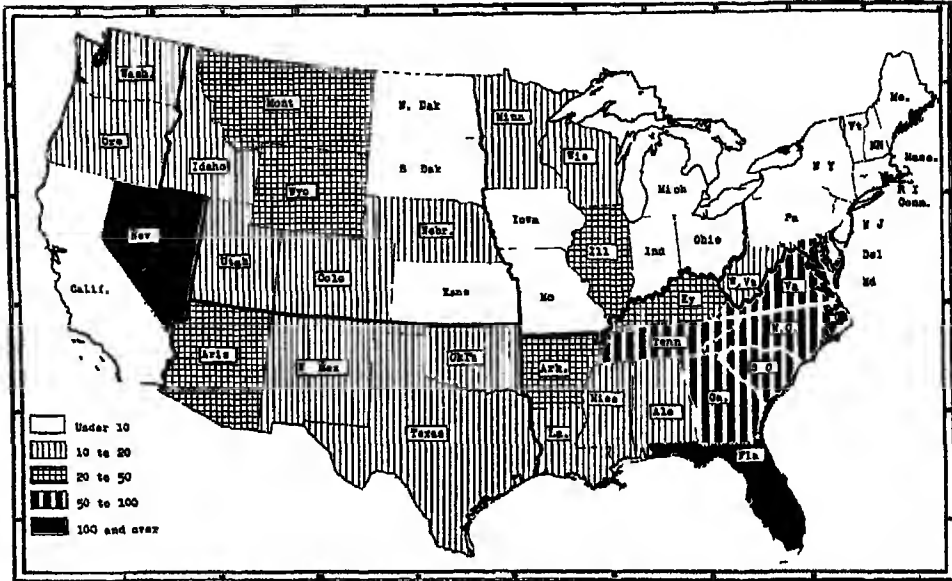 Wash.
Mont
N. Dak
Minn
Me.
Vt
NH
Ore
Idaho
S Dak
Wis
Mass.
N Y
Wyo
Mich
R I
Conn.
Iowa
Pa
N J
Nev
Nebr.
Ill
Ind
Ohio
Utah
Colo
Del
W.Va
Va
Md
Calif.
Kans
Mo
Ky
N.C.
Tenn
Aris
N Mex
Okla
Ark.
S C
Miss
Ala
Ga.
Texas
La.
Fla
Under 10
10 to 20
20 to 50
50 to 100
100 and over